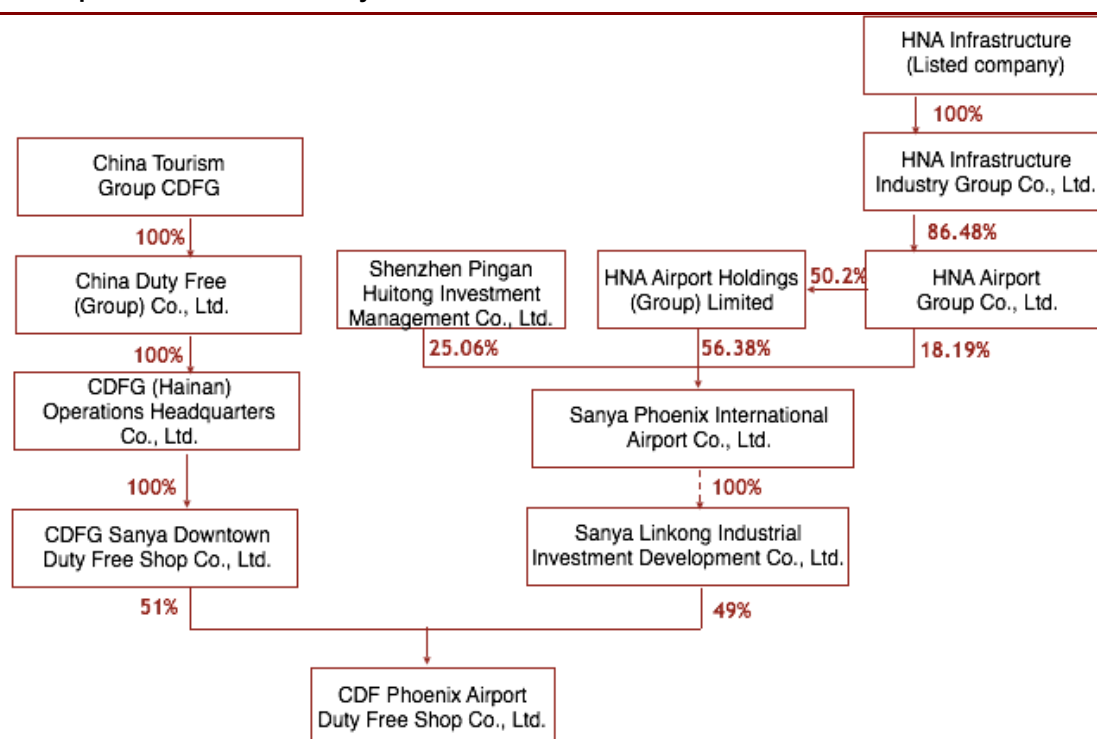 HNA Infrastructure
(Listed company)
100%
China Tourism
Group CDFG
HNA Infrastructure
Industry Group Co., Ltd.
100%
86.48%
China Duty Free
(Group) Co., Ltd.
Shenzhen Pingan
Huitong Investment
Management Co., Ltd.
HNA Airport Holdings
(Group) Limited
50.2%
HNA Airport
Group Co., Ltd.
100%
25.06%
56.38%
18.19%
CDFG (Hainan)
Operations Headquarters
Co., Ltd.
Sanya Phoenix International
Airport Co., Ltd.
100%
100%
CDFG Sanya Downtown
Duty Free Shop Co., Ltd.
Sanya Linkong Industrial
Investment Development Co., Ltd.
51%
49%
CDF Phoenix Airport
Duty Free Shop Co., Ltd.